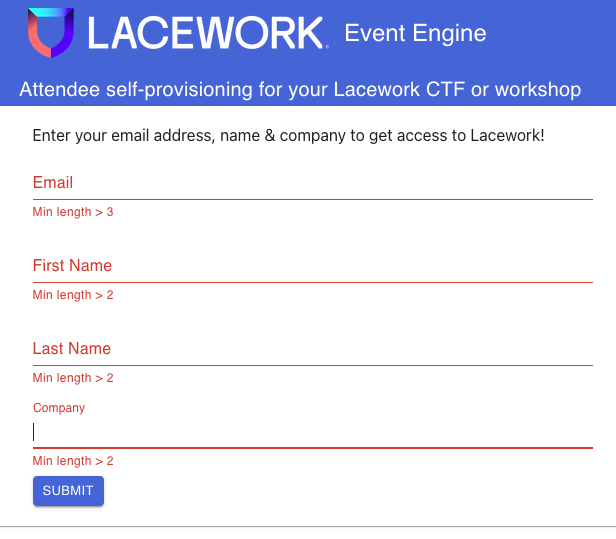 LACEWORK. Event Engine
Attendee self-provisioning for your Lacework CTF or workshop
Enter your email address, name & company to get access to Lacework!
Email
Min length > 3
First Name
Min length > 2
Last Name
Min length > 2
Company
Min length > 2
SUBMIT